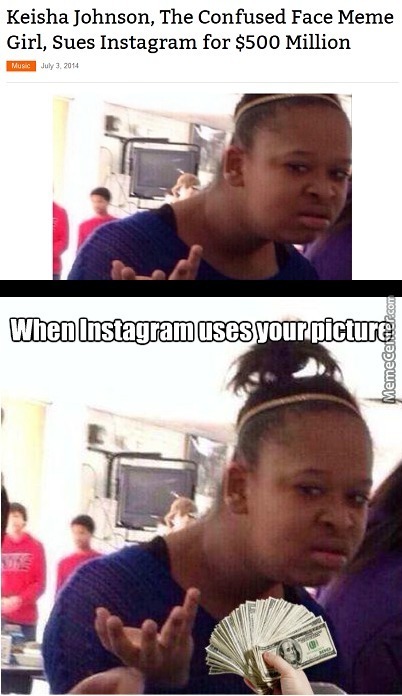 Keisha Johnson, The Confused Face Meme
Girl, Sues Instagram for $500 Million
Music July 3, 2014
When Instagram uses your picture
MemeCenter.com